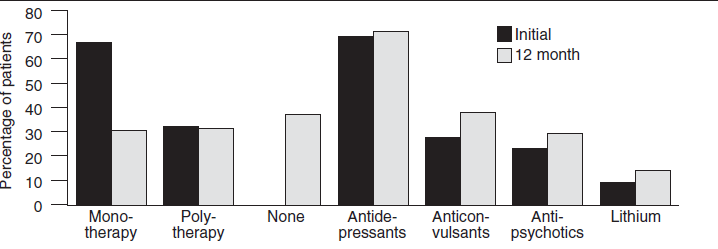 Percentage of patients
80
70
60
50
40
30
20
10
0
Initial
12 month
Mono-
therapy
Poly-
therapy
None
Antide-
pressants
Anticon-
vulsants
Anti-
psychotics
Lithium